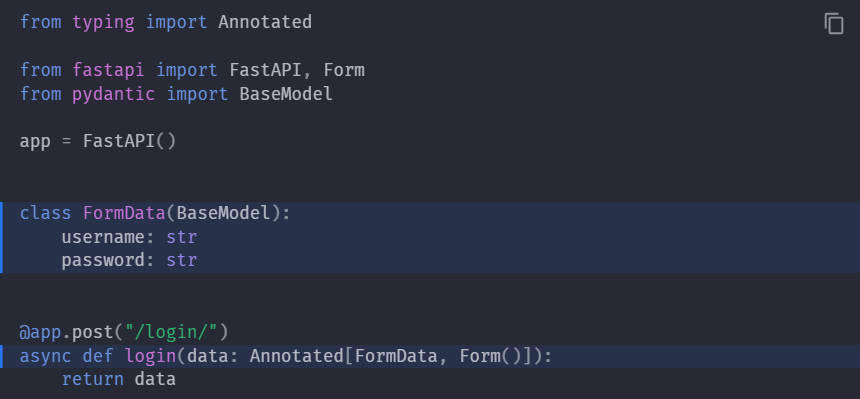 from typing import Annotated
from fastapi import FastAPI, Form
from pydantic import BaseModel
app = FastAPI()
class FormData(BaseModel):
    username: str
    password: str
@app.post("/login/")
async def login(data: Annotated[FormData, Form()]):
    return data